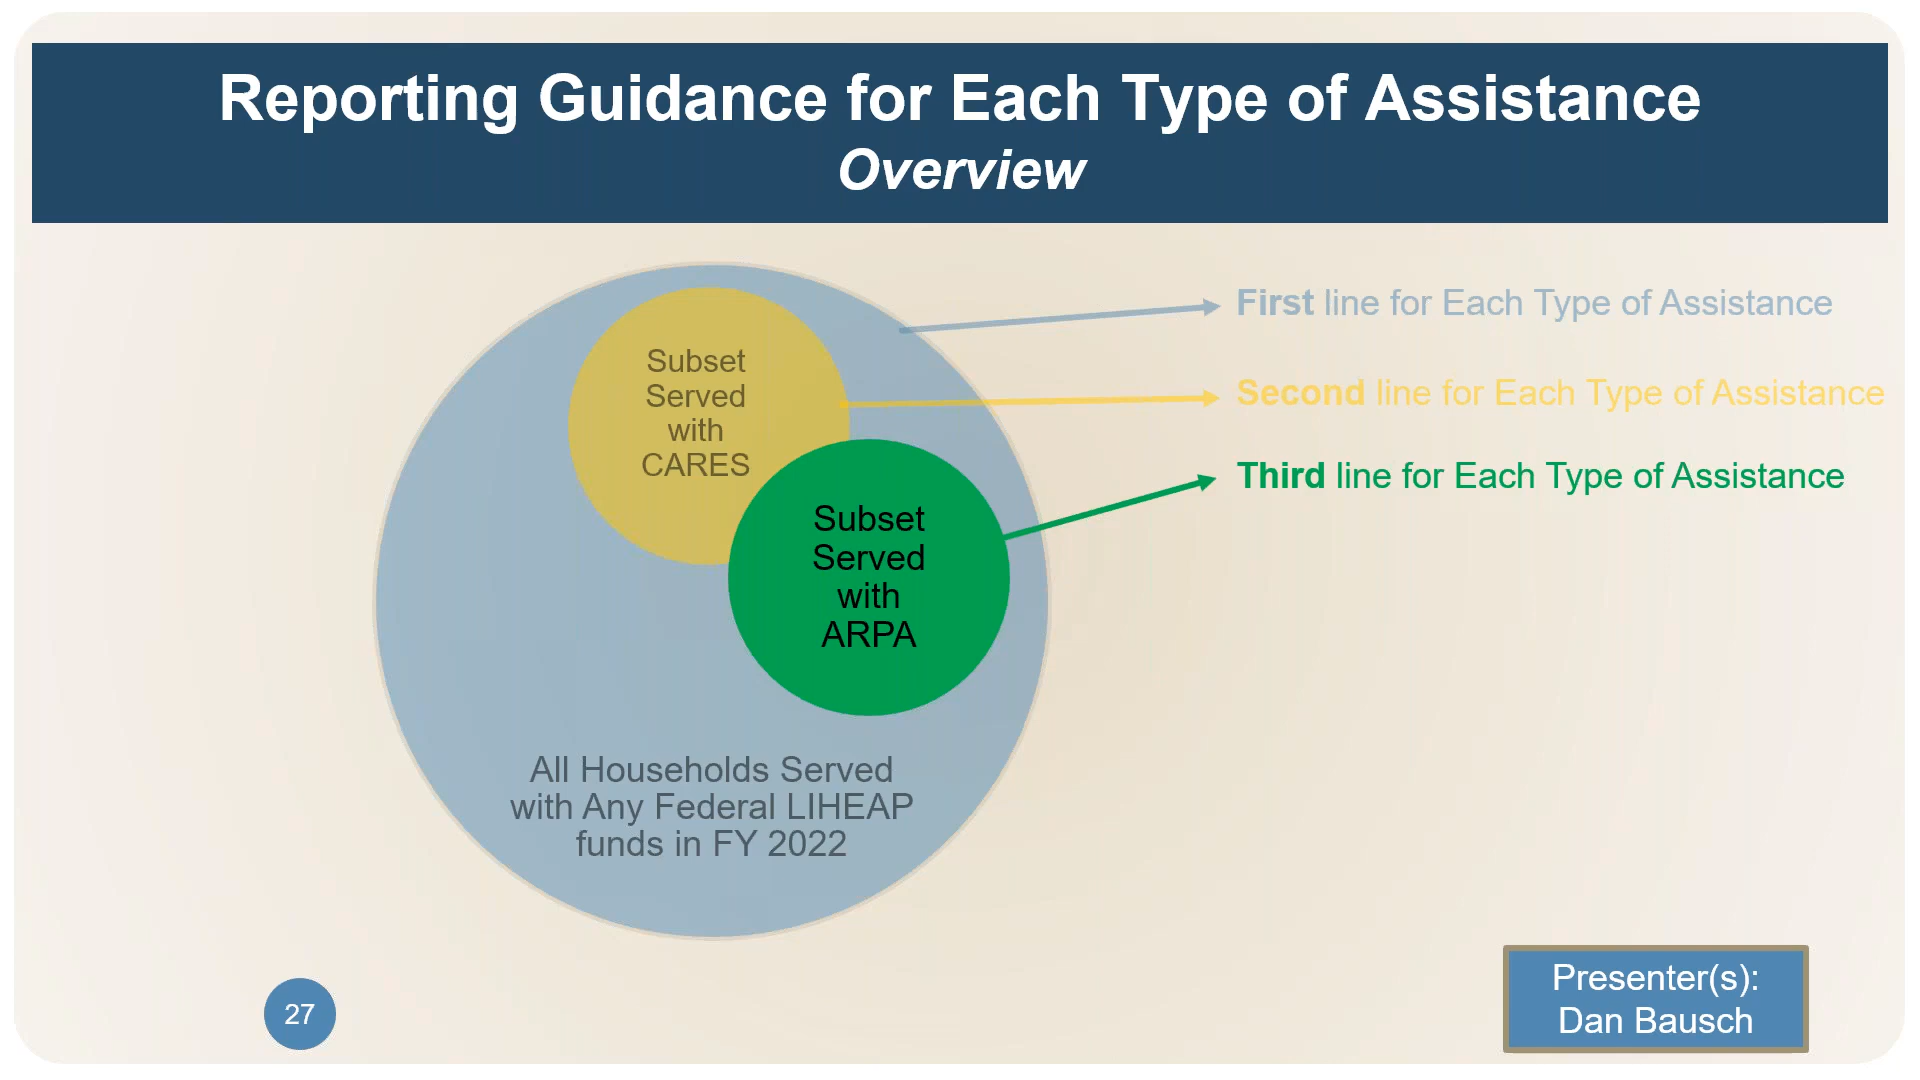 Reporting Guidance for Each Type of Assistance
Overview
Subset
Served
with
CARES
Subset
Served
with
ARPA
All Households Served
with Any Federal LIHEAP
funds in FY 2022
First line for Each Type of Assistance
Second line for Each Type of Assistance
Third line for Each Type of Assistance
27
Presenter(s):
Dan Bausch